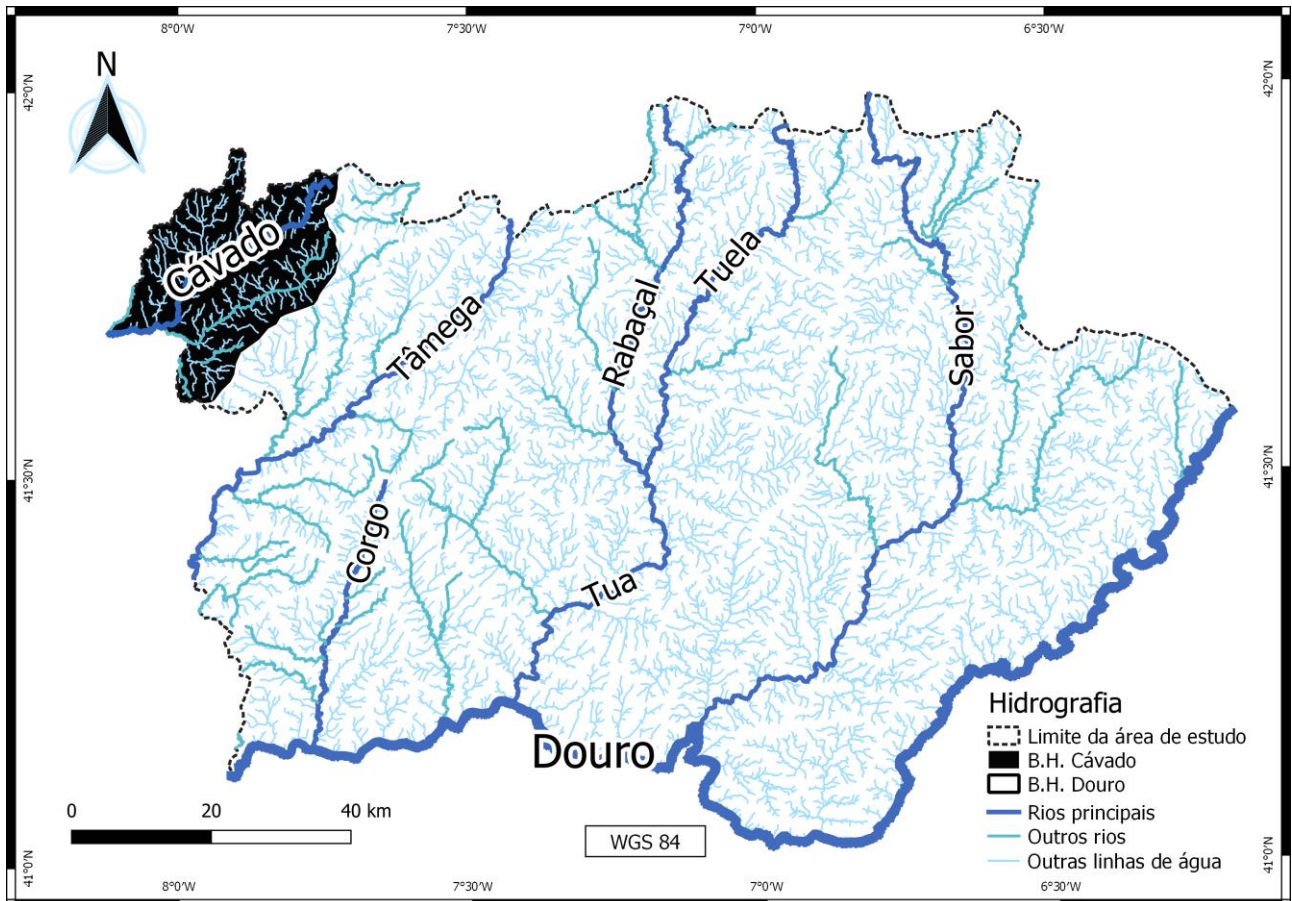 8°0'W
7°30'W
7°0'W
6°30'W
N
42°0'N
42°0'N
Cávado
Tâmega
Rabaçal
Tuela
Sabor
41°30'N
41°30'N
Corgo
Tua
Douro
Hidrografia
Limite da área de estudo
B.H. Cávado
B.H. Douro
Rios principais
Outros rios
Outras linhas de água
0 20 40 km
WGS 84
41°0'N
41°0'N
8°0'W
7°30'W
7°0'W
6°30'W